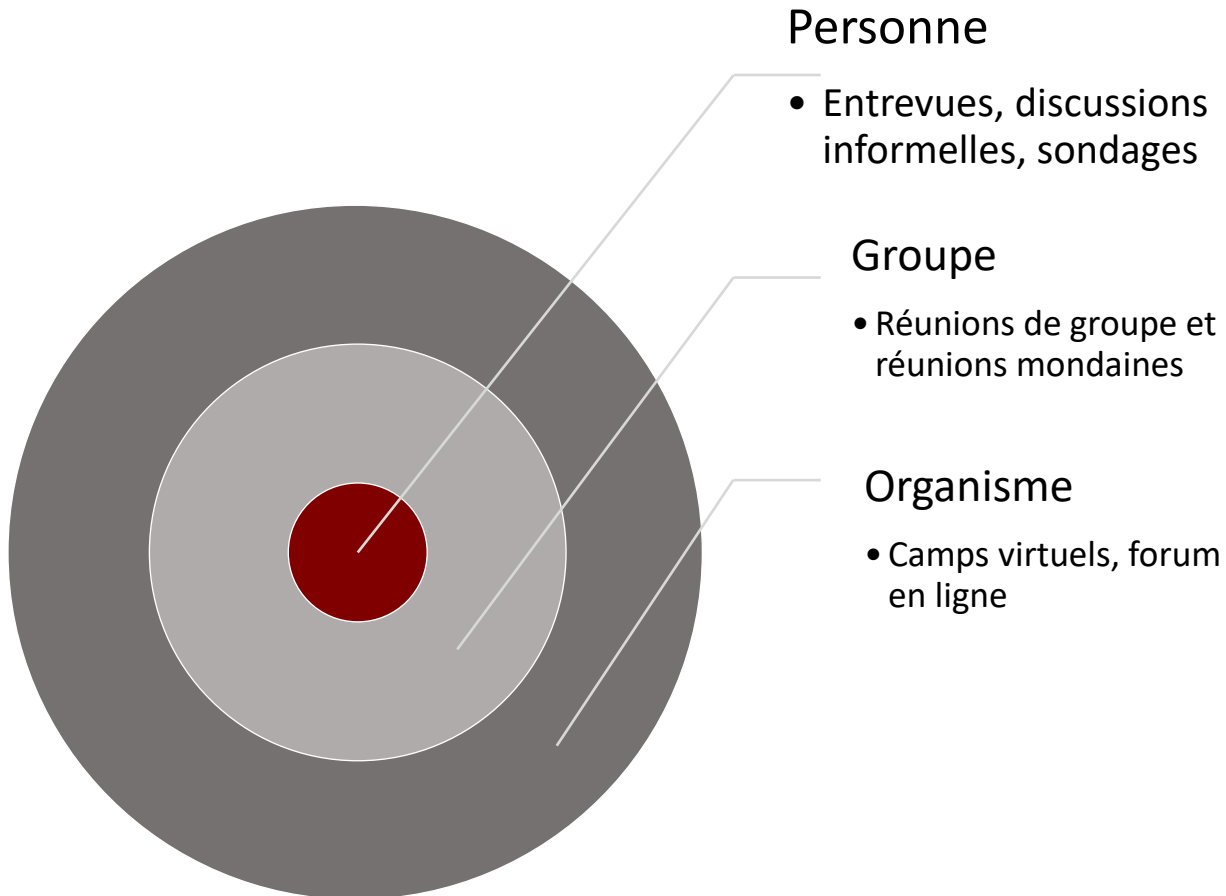 Personne
• Entrevues, discussions
informelles, sondages
Groupe
• Réunions de groupe et
réunions mondaines
Organisme
• Camps virtuels, forum
en ligne